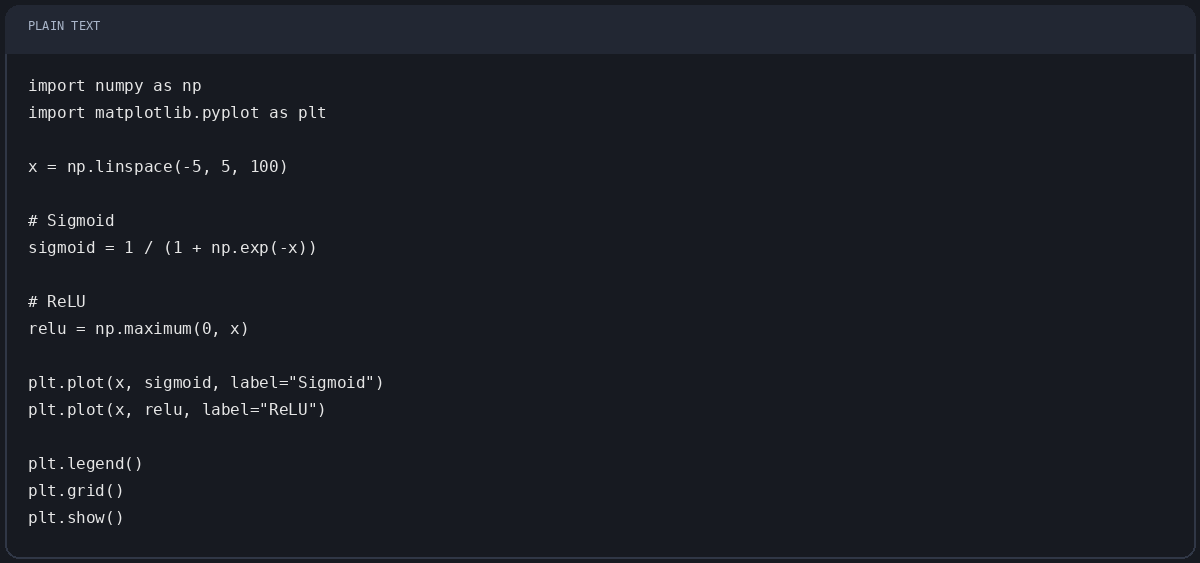 PLAIN TEXT
import numpy as np
import matplotlib.pyplot as plt
x = np.linspace(-5, 5, 100)
# Sigmoid
sigmoid = 1 / (1 + np.exp(-x))
# ReLU
relu = np.maximum(0, x)
plt.plot(x, sigmoid, label="Sigmoid")
plt.plot(x, relu, label="ReLU")
plt.legend()
plt.grid()
plt.show()